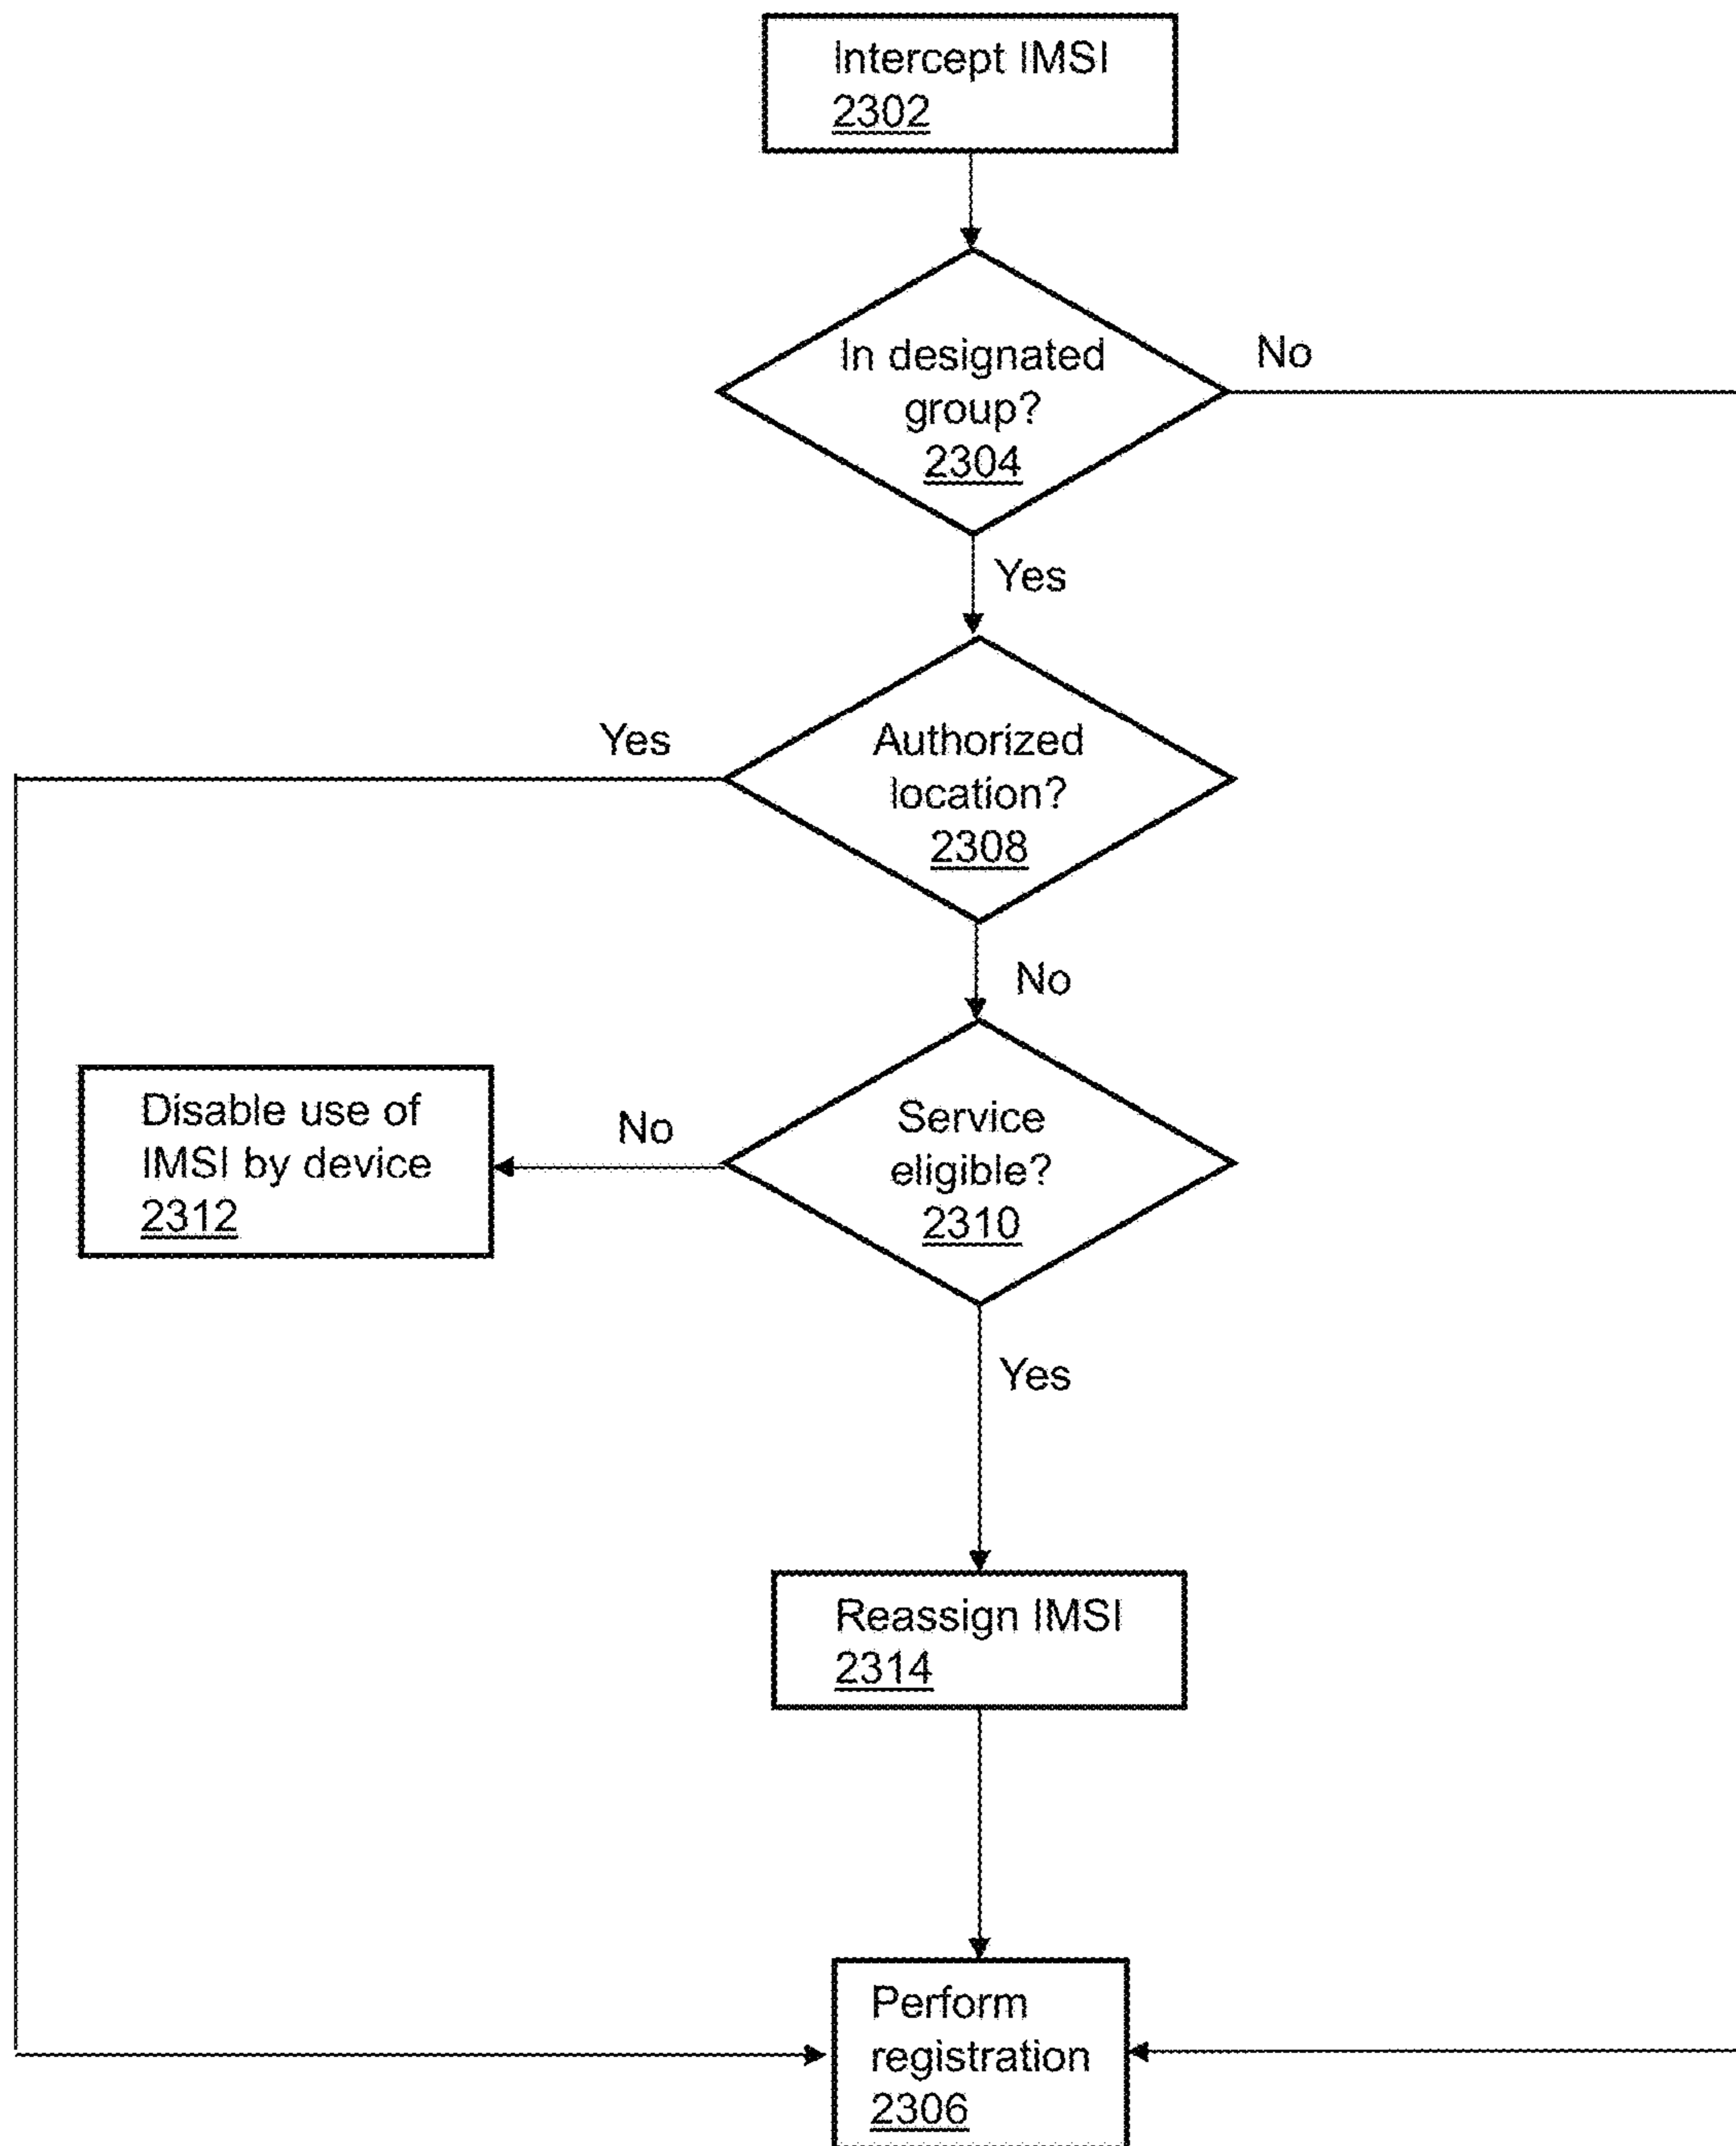 Intercept IMSI
2302
In designated
group?
2304
No
Yes
Authorized
location?
2308
Yes
No
Service
eligible?
2310
No
Disable use of
IMSI by device
2312
Yes
Reassign IMSI
2314
Perform
registration
2306